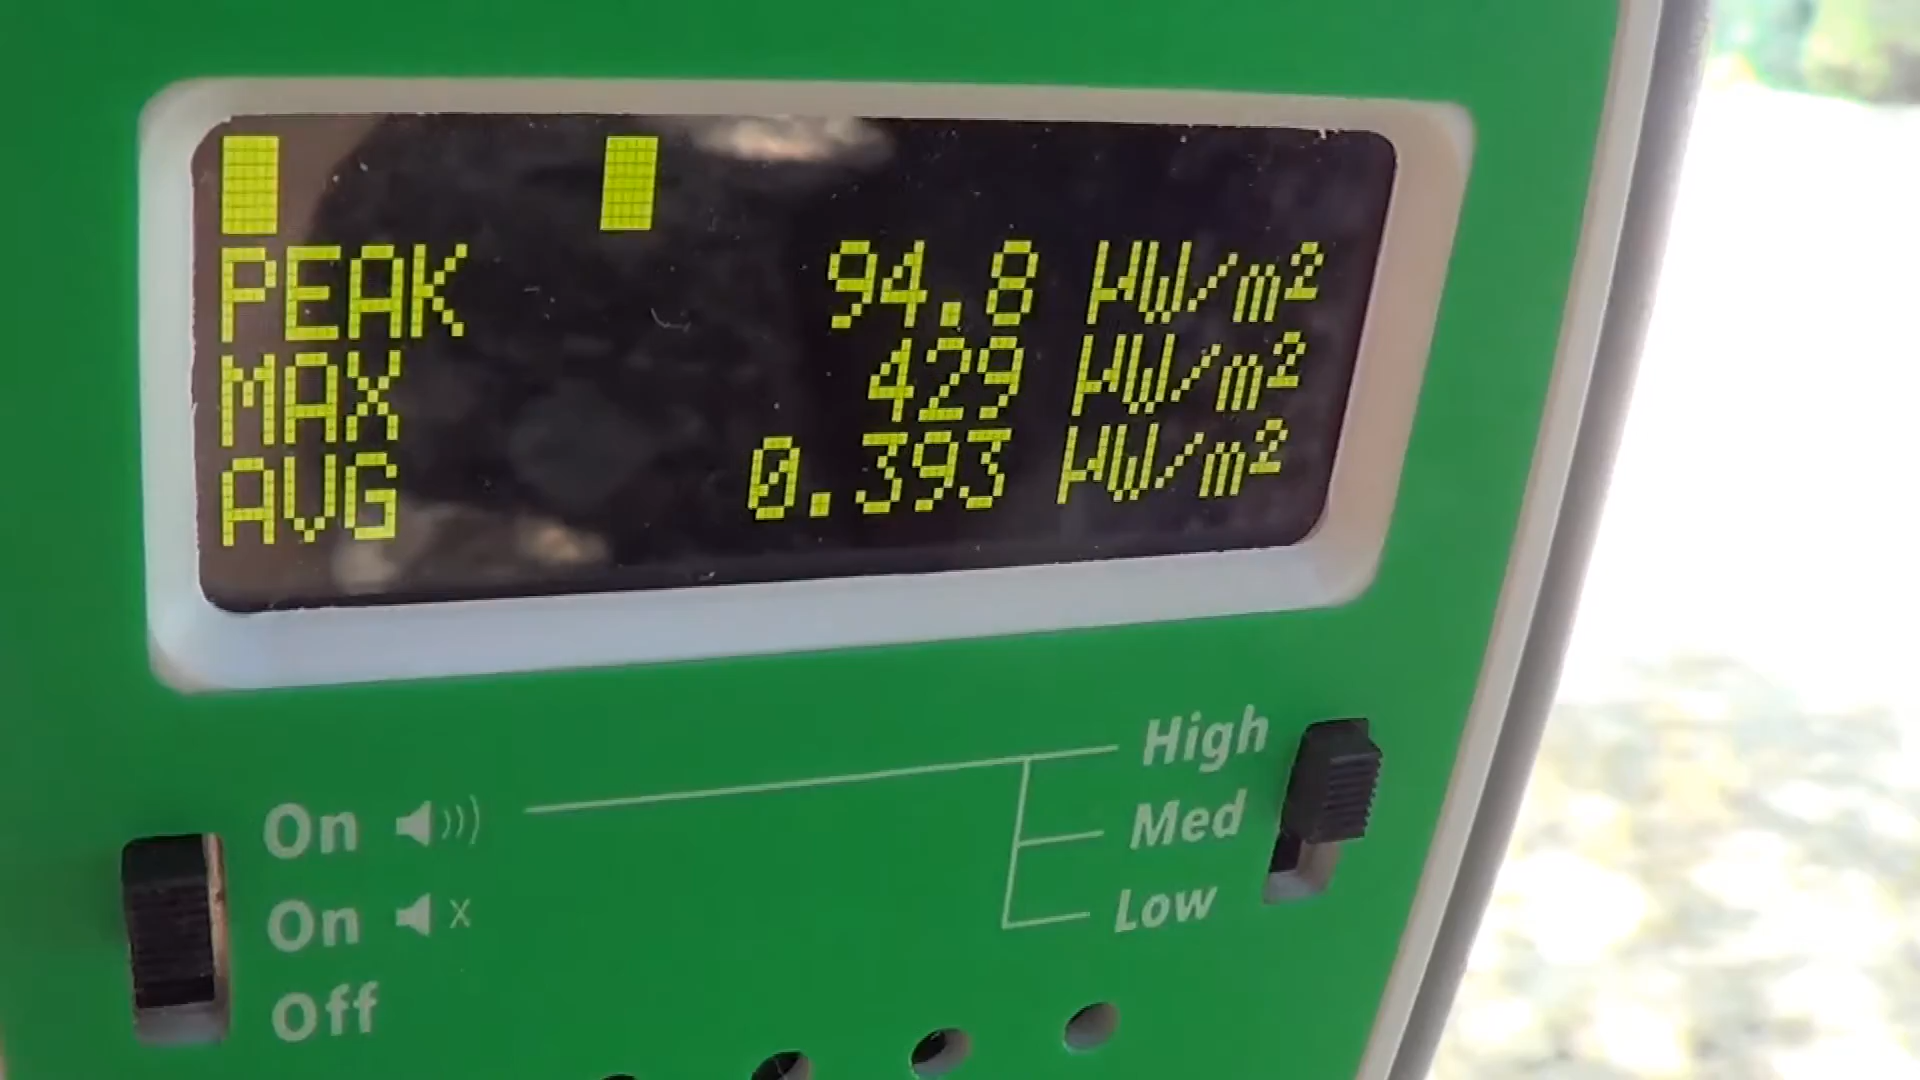 PEAK 94.8 µW/m²
MAX 429 µW/m²
AVG 0.393 µW/m²
High
Med
Low
On
On x
Off